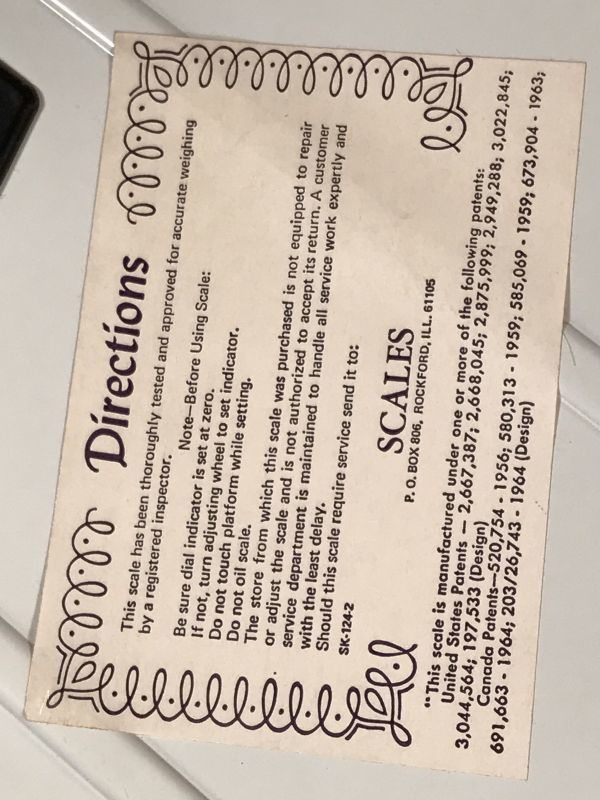 Directions
This scale has been thoroughly tested and approved for accurate weighing
by a registered inspector.
Note—Before Using Scale:
Be sure dial indicator is set at zero.
If not, turn adjusting wheel to set indicator.
Do not touch platform while setting.
Do not oil scale.
The store from which this scale was purchased is not equipped to repair
or adjust the scale and is not authorized to accept its return. A customer
service department is maintained to handle all service work expertly and
with the least delay.
Should this scale require service send it to:
SK-124-2
SCALES
P. O. BOX 806, ROCKFORD, ILL. 61105
“This scale is manufactured under one or more of the following patents:
United States Patents — 2,667,387; 2,668,045; 2,875,999; 2,949,288; 3,022,845;
3,044,564; 197,533 (Design)
Canada Patents—520,754 - 1956; 580,313 - 1959; 585,069 - 1959; 673,904 - 1963;
691,663 - 1964; 203/26,743 - 1964 (Design)